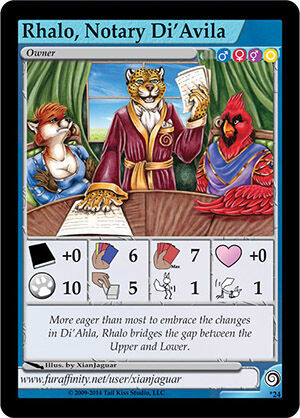 Rhalo, Notary Di'Avila
Owner
+0 6 7 +0
Max
10 5 1 1
More eager than most to embrace the changes
in Di'Ahla, Rhalo bridges the gap between the
Upper and Lower.
Illus. by XianJaguar
www.furaffinity.net/user/xianjaguar
© 2009-2014 Tail Kiss Studio, LLC
*24